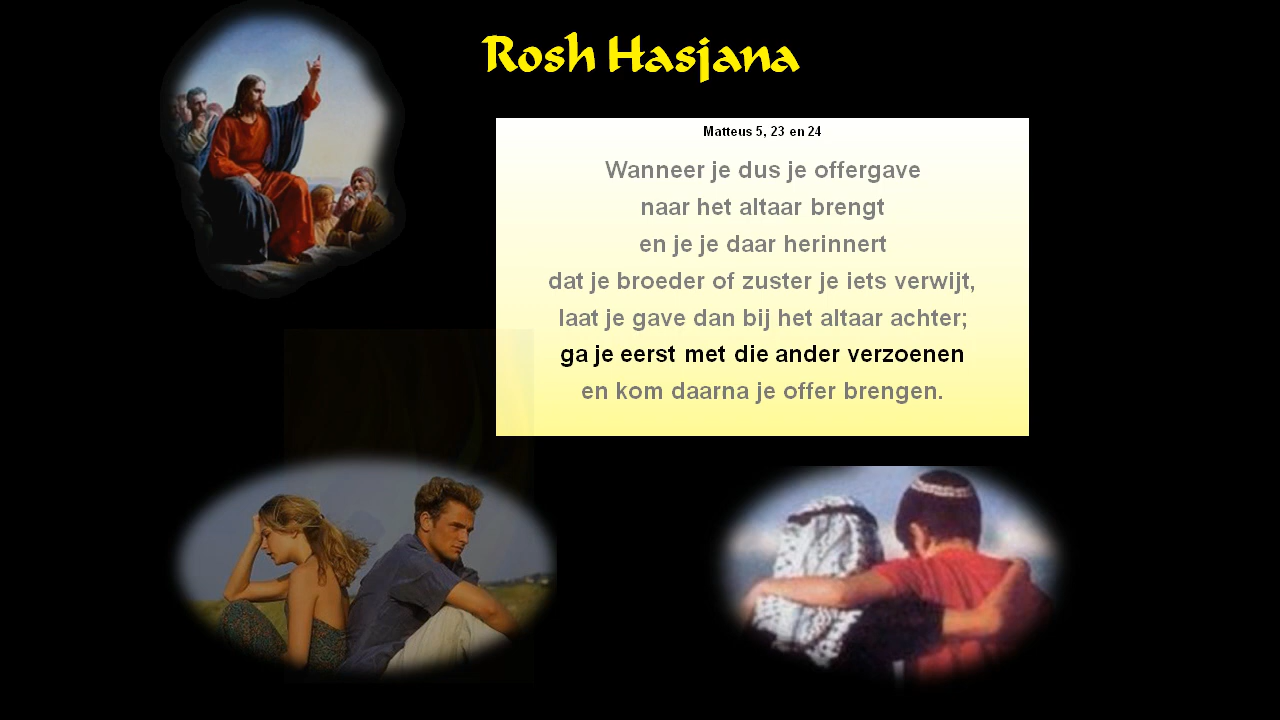 Rosh Hasjana
Matteus 5, 23 en 24
Wanneer je dus je offergave
naar het altaar brengt
en je je daar herinnert
dat je broeder of zuster je iets verwijt,
laat je gave dan bij het altaar achter;
ga je eerst met die ander verzoenen
en kom daarna je offer brengen.